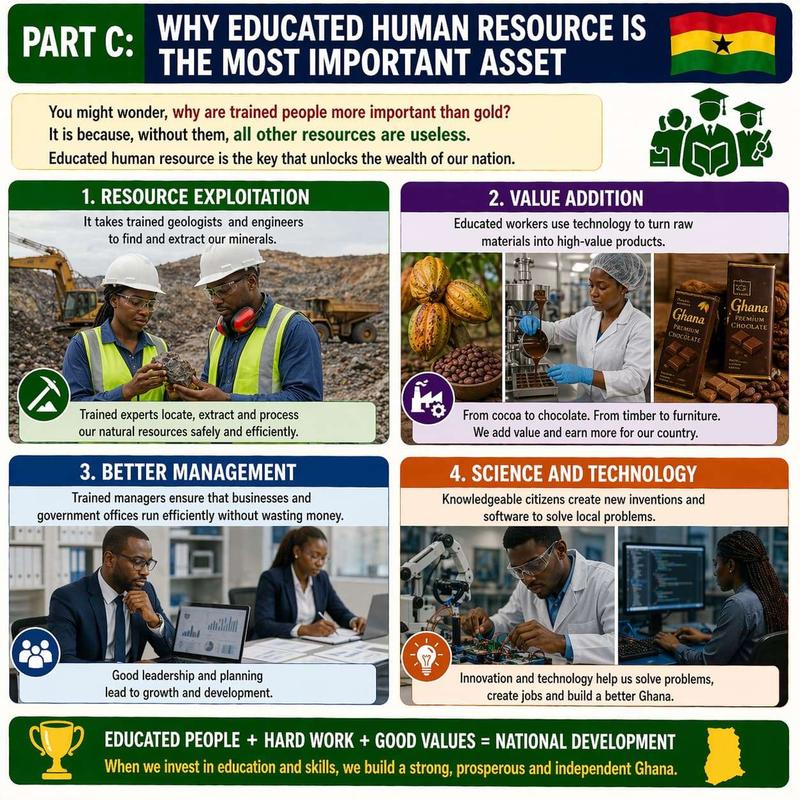 PART C:
WHY EDUCATED HUMAN RESOURCE IS
THE MOST IMPORTANT ASSET
You might wonder, why are trained people more important than gold?
It is because, without them, all other resources are useless.
Educated human resource is the key that unlocks the wealth of our nation.
1. RESOURCE EXPLOITATION
It takes trained geologists and engineers
to find and extract our minerals.
Trained experts locate, extract and process
our natural resources safely and efficiently.
2. VALUE ADDITION
Educated workers use technology to turn raw
materials into high-value products.
Ghana
PREMIUM
CHOCOLATE
Ghana
PREMIUM
CHOCOLATE
From cocoa to chocolate. From timber to furniture.
We add value and earn more for our country.
3. BETTER MANAGEMENT
Trained managers ensure that businesses and
government offices run efficiently without wasting money.
Good leadership and planning
lead to growth and development.
4. SCIENCE AND TECHNOLOGY
Knowledgeable citizens create new inventions and
software to solve local problems.
Innovation and technology help us solve problems,
create jobs and build a better Ghana.
EDUCATED PEOPLE + HARD WORK + GOOD VALUES = NATIONAL DEVELOPMENT
When we invest in education and skills, we build a strong, prosperous and independent Ghana.